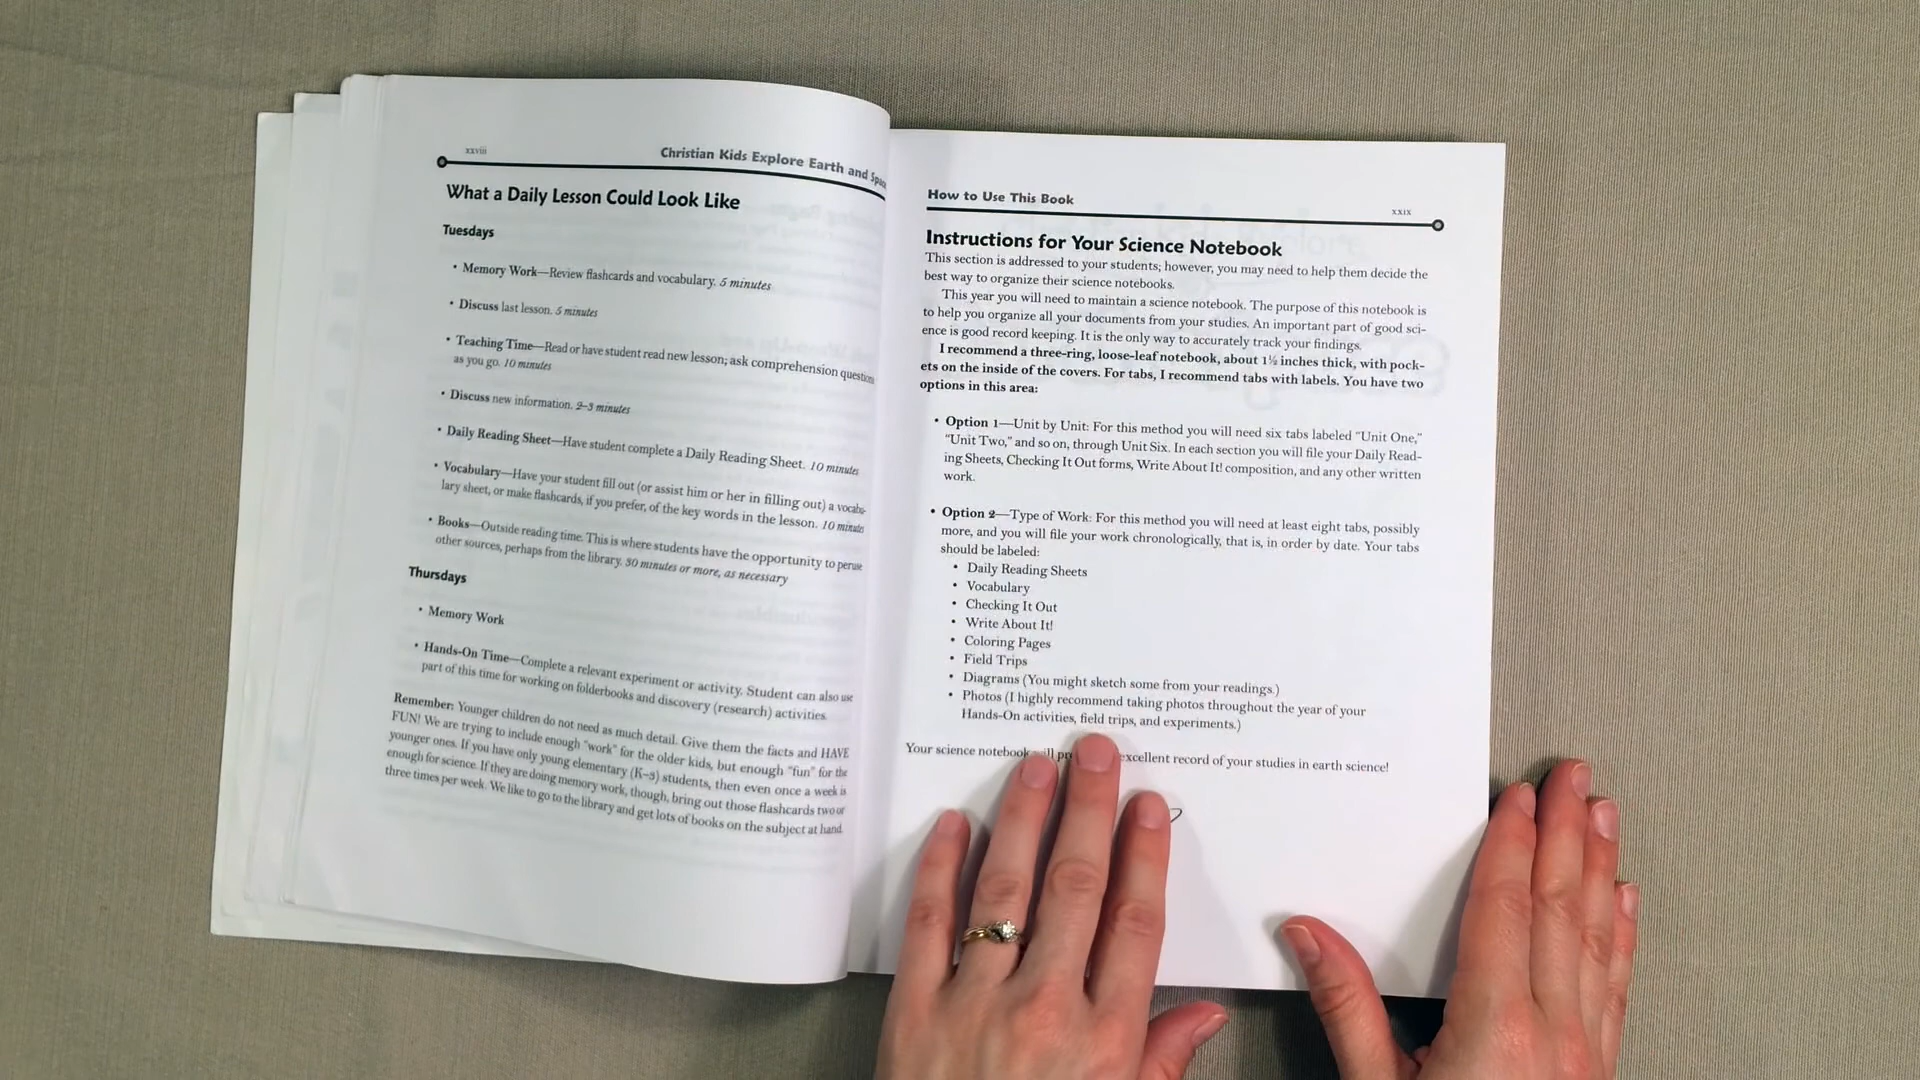 xxviii
Christian Kids Explore Earth and Space
What a Daily Lesson Could Look Like
Tuesdays
• Memory Work—Review flashcards and vocabulary. 5 minutes
• Discuss last lesson. 5 minutes
• Teaching Time—Read or have student read new lesson; ask comprehension questions
as you go. 10 minutes
• Discuss new information. 2–3 minutes
• Daily Reading Sheet—Have student complete a Daily Reading Sheet. 10 minutes
• Vocabulary—Have your student fill out (or assist him or her in filling out) a vocabu-
lary sheet, or make flashcards, if you prefer, of the key words in the lesson. 10 minutes
• Books—Outside reading time. This is where students have the opportunity to peruse
other sources, perhaps from the library. 30 minutes or more, as necessary
Thursdays
• Memory Work
• Hands-On Time—Complete a relevant experiment or activity. Student can also use
part of this time for working on folderbooks and discovery (research) activities.
Remember: Younger children do not need as much detail. Give them the facts and HAVE
FUN! We are trying to include enough "work" for the older kids, but enough "fun" for the
younger ones. If you have only young elementary (K–3) students, then even once a week is
enough for science. If they are doing memory work, though, bring out those flashcards two or
three times per week. We like to go to the library and get lots of books on the subject at hand.
How to Use This Book
xxix
Instructions for Your Science Notebook
This section is addressed to your students; however, you may need to help them decide the
best way to organize their science notebooks.
This year you will need to maintain a science notebook. The purpose of this notebook is
to help you organize all your documents from your studies. An important part of good sci-
ence is good record keeping. It is the only way to accurately track your findings.
I recommend a three-ring, loose-leaf notebook, about 1½ inches thick, with pock-
ets on the inside of the covers. For tabs, I recommend tabs with labels. You have two
options in this area:
• Option 1—Unit by Unit: For this method you will need six tabs labeled "Unit One,"
"Unit Two," and so on, through Unit Six. In each section you will file your Daily Read-
ing Sheets, Checking It Out forms, Write About It! composition, and any other written
work.
• Option 2—Type of Work: For this method you will need at least eight tabs, possibly
more, and you will file your work chronologically, that is, in order by date. Your tabs
should be labeled:
• Daily Reading Sheets
• Vocabulary
• Checking It Out
• Write About It!
• Coloring Pages
• Field Trips
• Diagrams (You might sketch some from your readings.)
• Photos (I highly recommend taking photos throughout the year of your
Hands-On activities, field trips, and experiments.)
Your science notebook will excellent record of your studies in earth science!